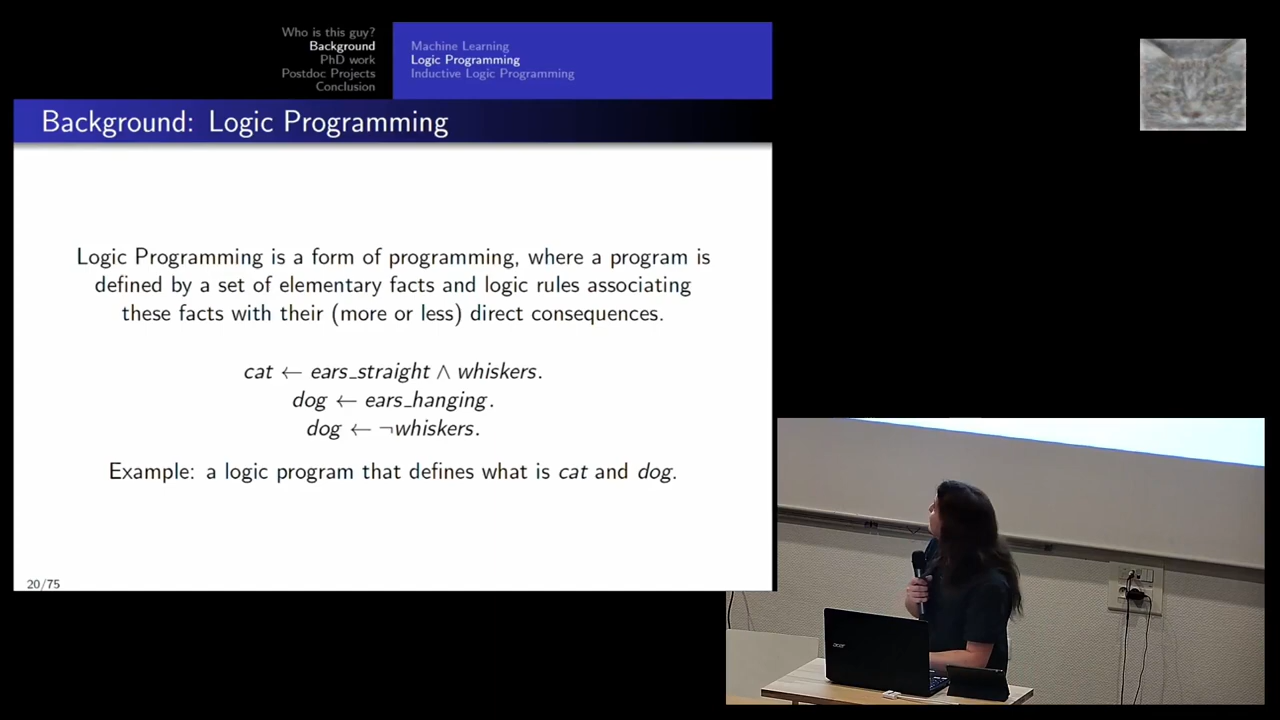 Who is this guy?
Background
PhD work
Postdoc Projects
Conclusion
Machine Learning
Logic Programming
Inductive Logic Programming
Background: Logic Programming
Logic Programming is a form of programming, where a program is
defined by a set of elementary facts and logic rules associating
these facts with their (more or less) direct consequences.
cat ← ears_straight ∧ whiskers.
dog ← ears_hanging.
dog ← ¬whiskers.
Example: a logic program that defines what is cat and dog.
20/75
acer